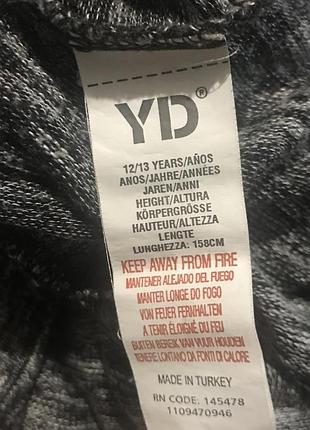 YD®
12/13 YEARS/AÑOS
ANOS/JAHRE/ANNÉES
JAREN/ANNI
HEIGHT/ALTURA
KÖRPERGRÖSSE
HAUTEUR/ALTEZZA
LENGTE
LUNGHEZZA: 158CM
KEEP AWAY FROM FIRE
MANTENER ALEJADO DEL FUEGO
MANTER LONGE DO FOGO
VON FEUER FERNHALTEN
A TENIR ÉLOIGNÉ DU FEU
BUITEN BEREIK VAN VUUR HOUDEN
TENERE LONTANO DA FONTI DI CALORE
MADE IN TURKEY
RN CODE: 145478
1109470946